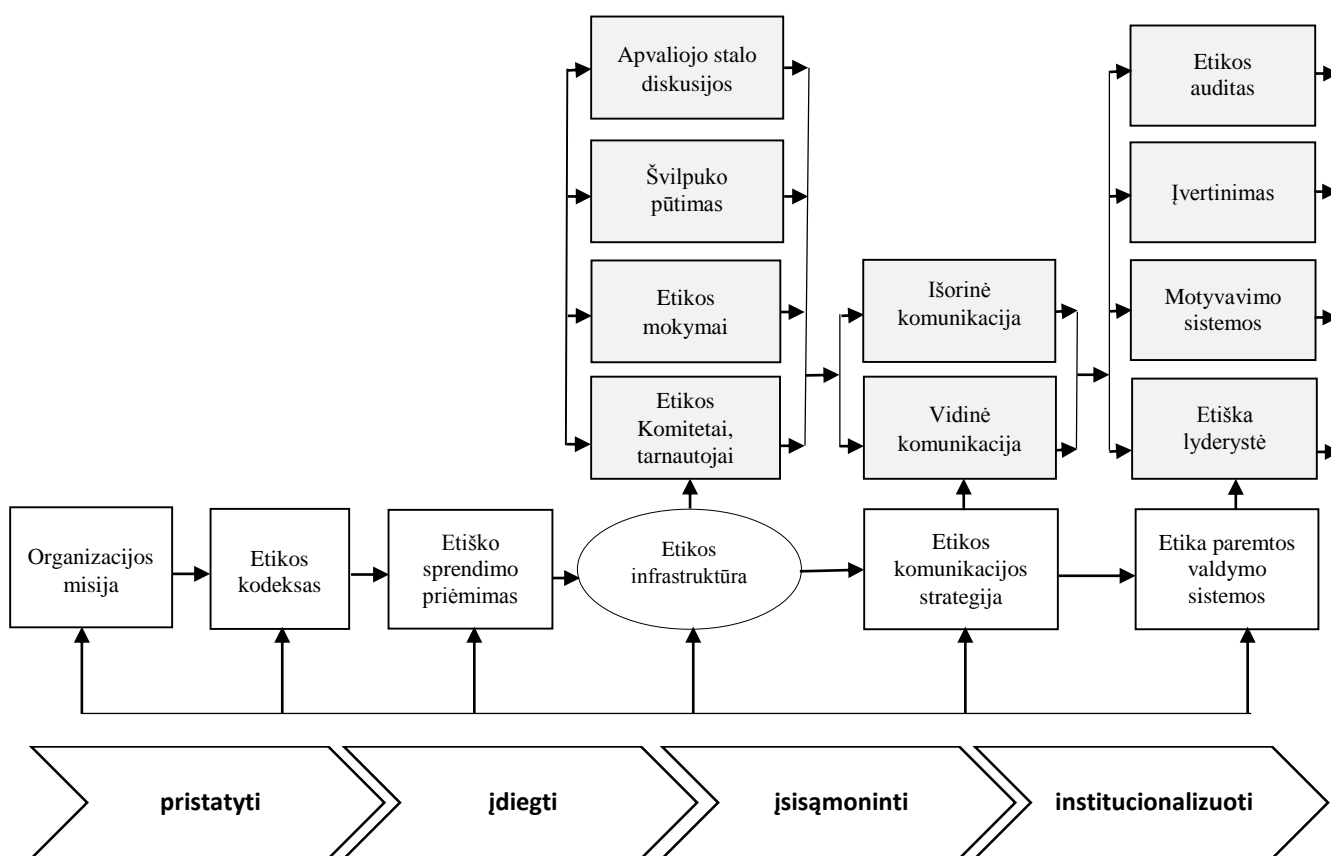 Apvaliojo stalo
diskusijos
Etikos
auditas
Švilpuko
pūtimas
Įvertinimas
Etikos
mokymai
Išorinė
komunikacija
Motyvavimo
sistemos
Etikos
Komitetai,
tarnautojai
Vidinė
komunikacija
Etiška
lyderystė
Organizacijos
misija
Etikos
kodeksas
Etiško
sprendimo
priėmimas
Etikos
infrastruktūra
Etikos
komunikacijos
strategija
Etika paremtos
valdymo
sistemos
pristatyti
įdiegti
įsisąmoninti
institucionalizuoti